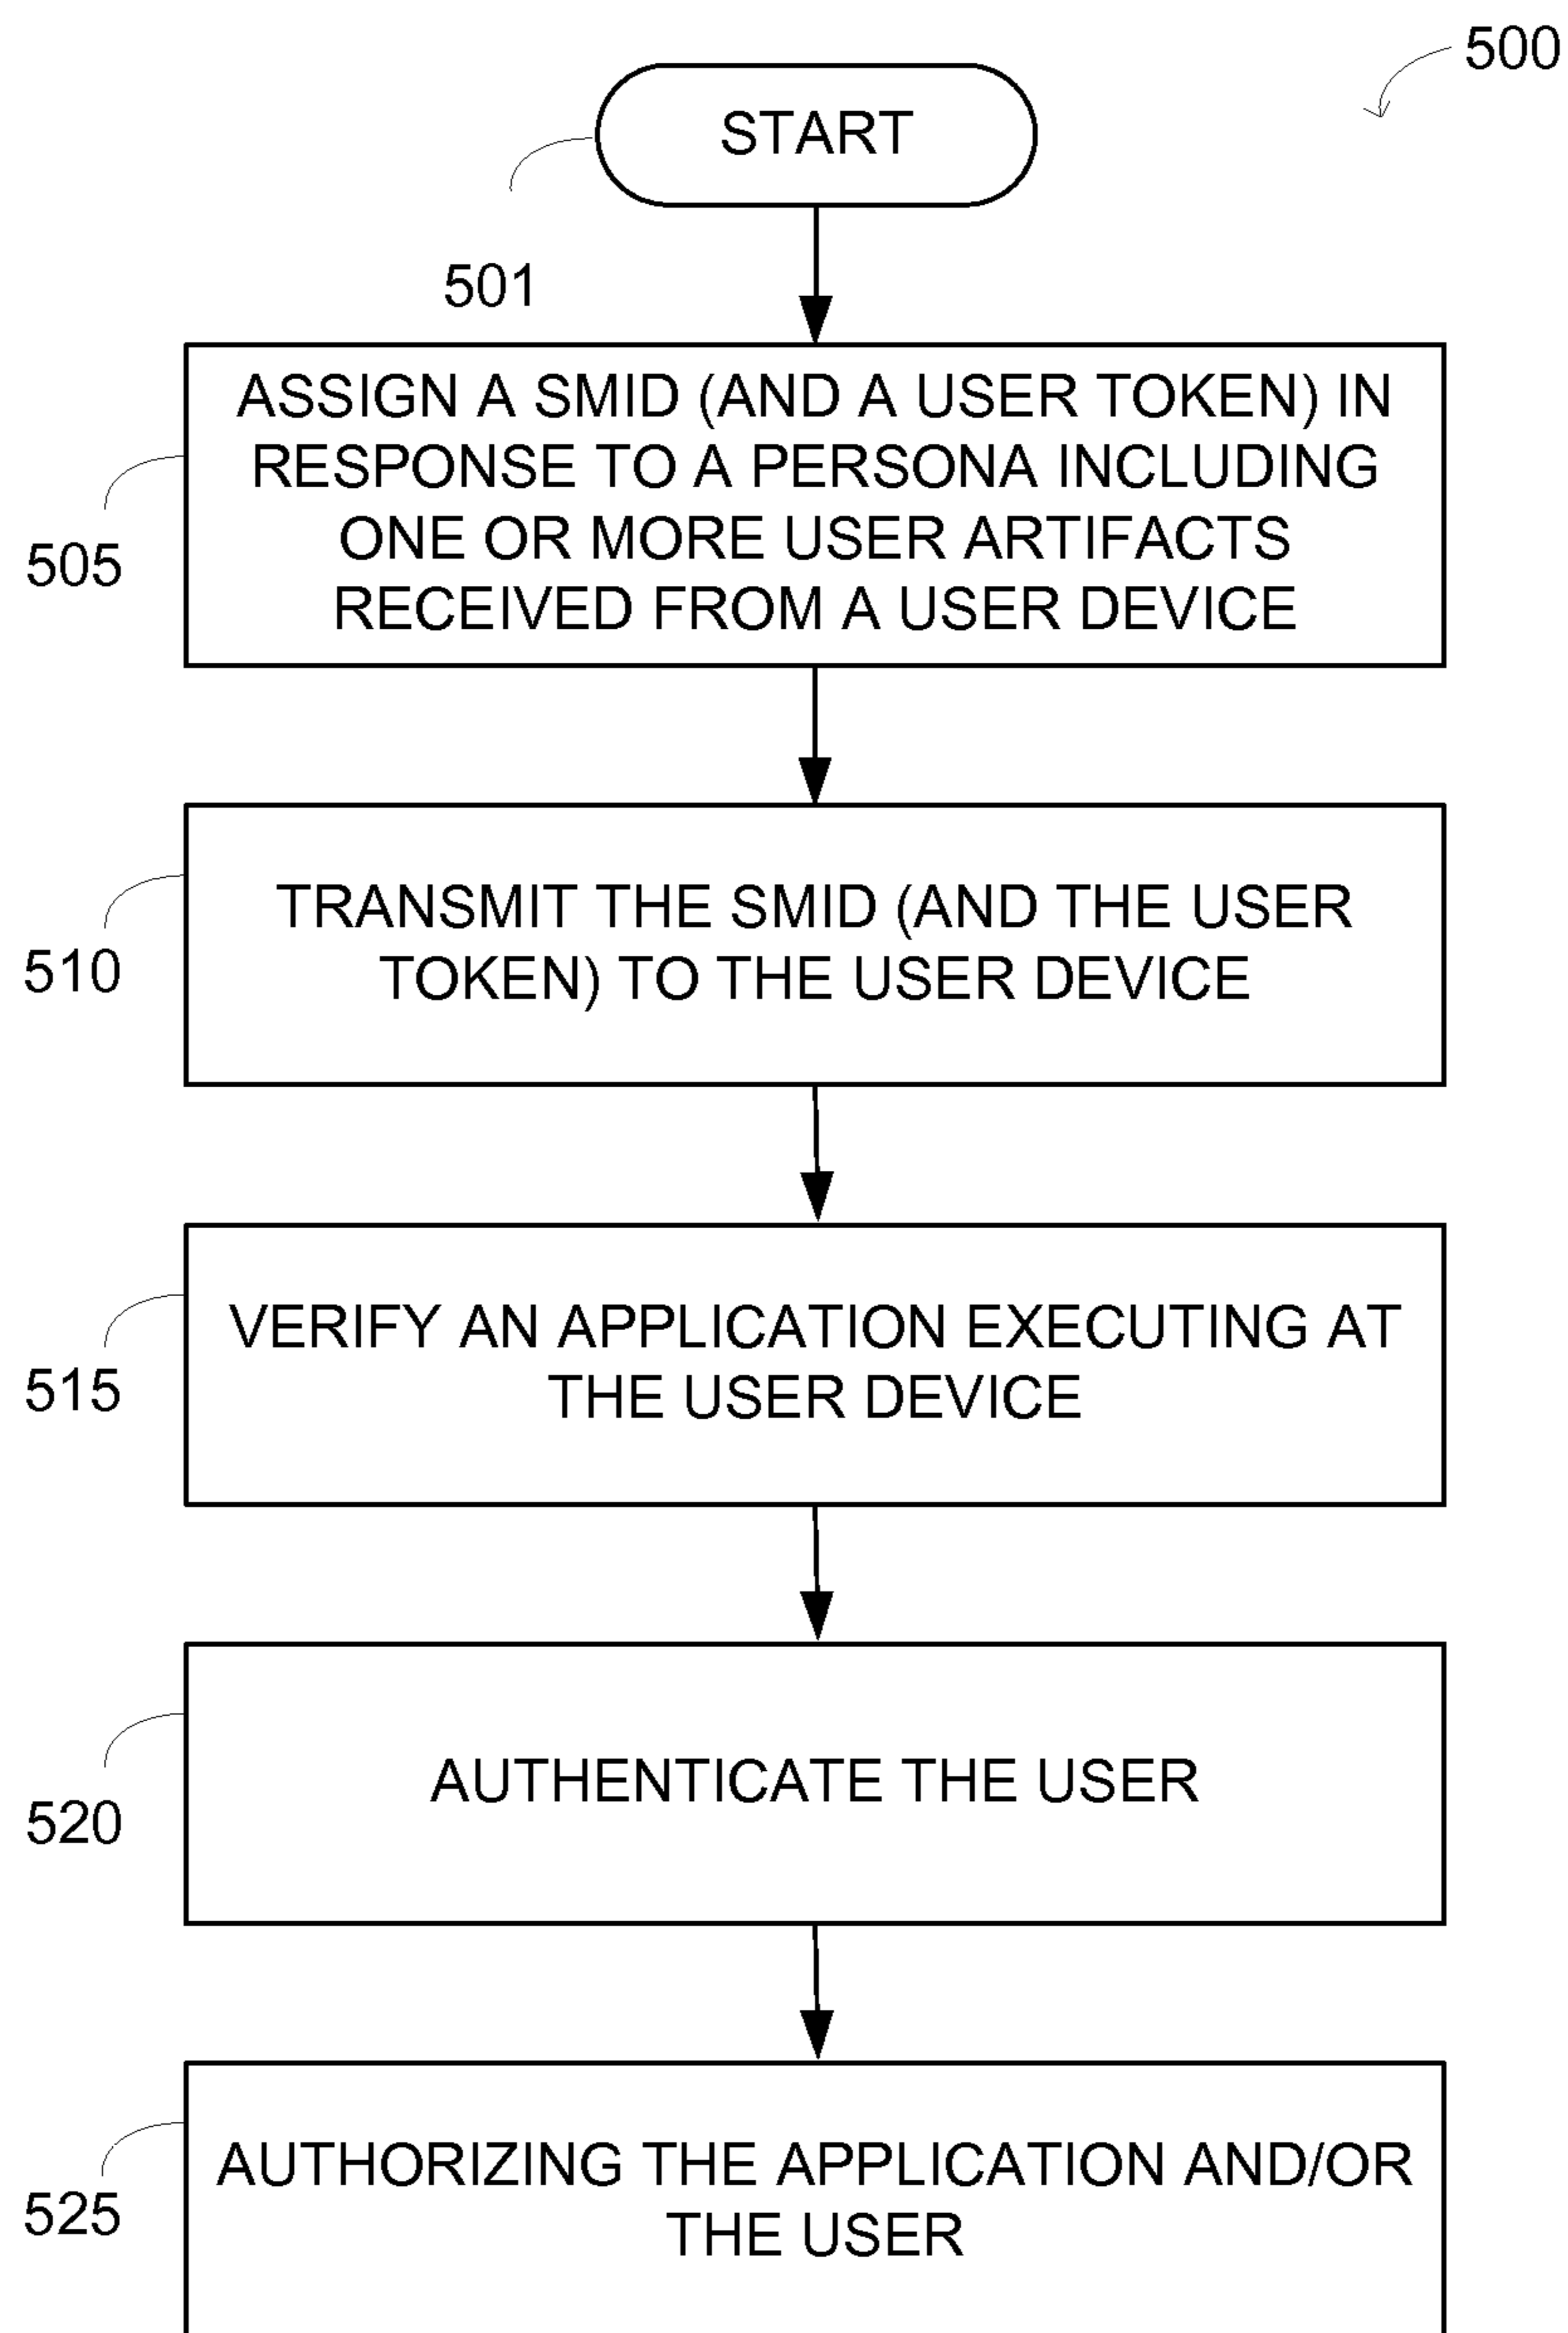 500
START
501
ASSIGN A SMID (AND A USER TOKEN) IN
RESPONSE TO A PERSONA INCLUDING
ONE OR MORE USER ARTIFACTS
RECEIVED FROM A USER DEVICE
505
TRANSMIT THE SMID (AND THE USER
TOKEN) TO THE USER DEVICE
510
VERIFY AN APPLICATION EXECUTING AT
THE USER DEVICE
515
AUTHENTICATE THE USER
520
AUTHORIZING THE APPLICATION AND/OR
THE USER
525